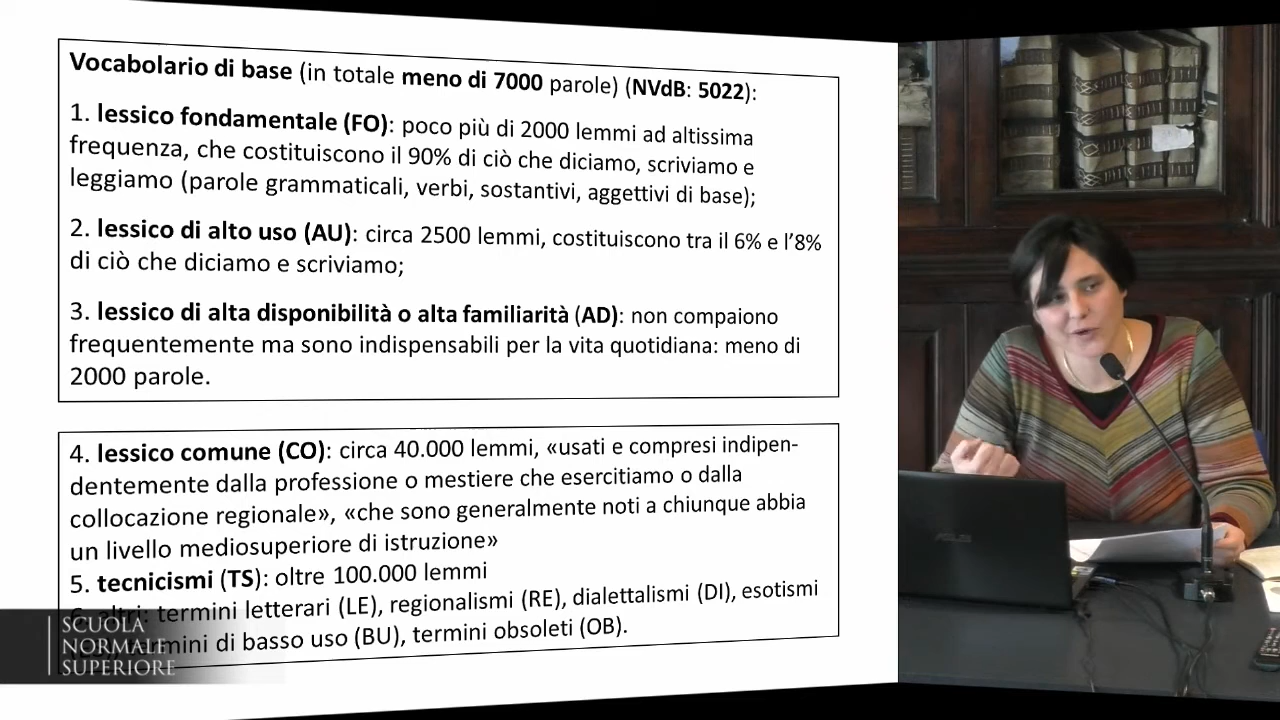 Vocabolario di base (in totale meno di 7000 parole) (NVdB: 5022):
1. lessico fondamentale (FO): poco più di 2000 lemmi ad altissima
frequenza, che costituiscono il 90% di ciò che diciamo, scriviamo e
leggiamo (parole grammaticali, verbi, sostantivi, aggettivi di base);
2. lessico di alto uso (AU): circa 2500 lemmi, costituiscono tra il 6% e l'8%
di ciò che diciamo e scriviamo;
3. lessico di alta disponibilità o alta familiarità (AD): non compaiono
frequentemente ma sono indispensabili per la vita quotidiana: meno di
2000 parole.
4. lessico comune (CO): circa 40.000 lemmi, «usati e compresi indipen-
dentemente dalla professione o mestiere che esercitiamo o dalla
collocazione regionale», «che sono generalmente noti a chiunque abbia
un livello mediosuperiore di istruzione»
5. tecnicismi (TS): oltre 100.000 lemmi
6. altri: termini letterari (LE), regionalismi (RE), dialettalismi (DI), esotismi
termini di basso uso (BU), termini obsoleti (OB).
SCUOLA
NORMALE
SUPERIORE